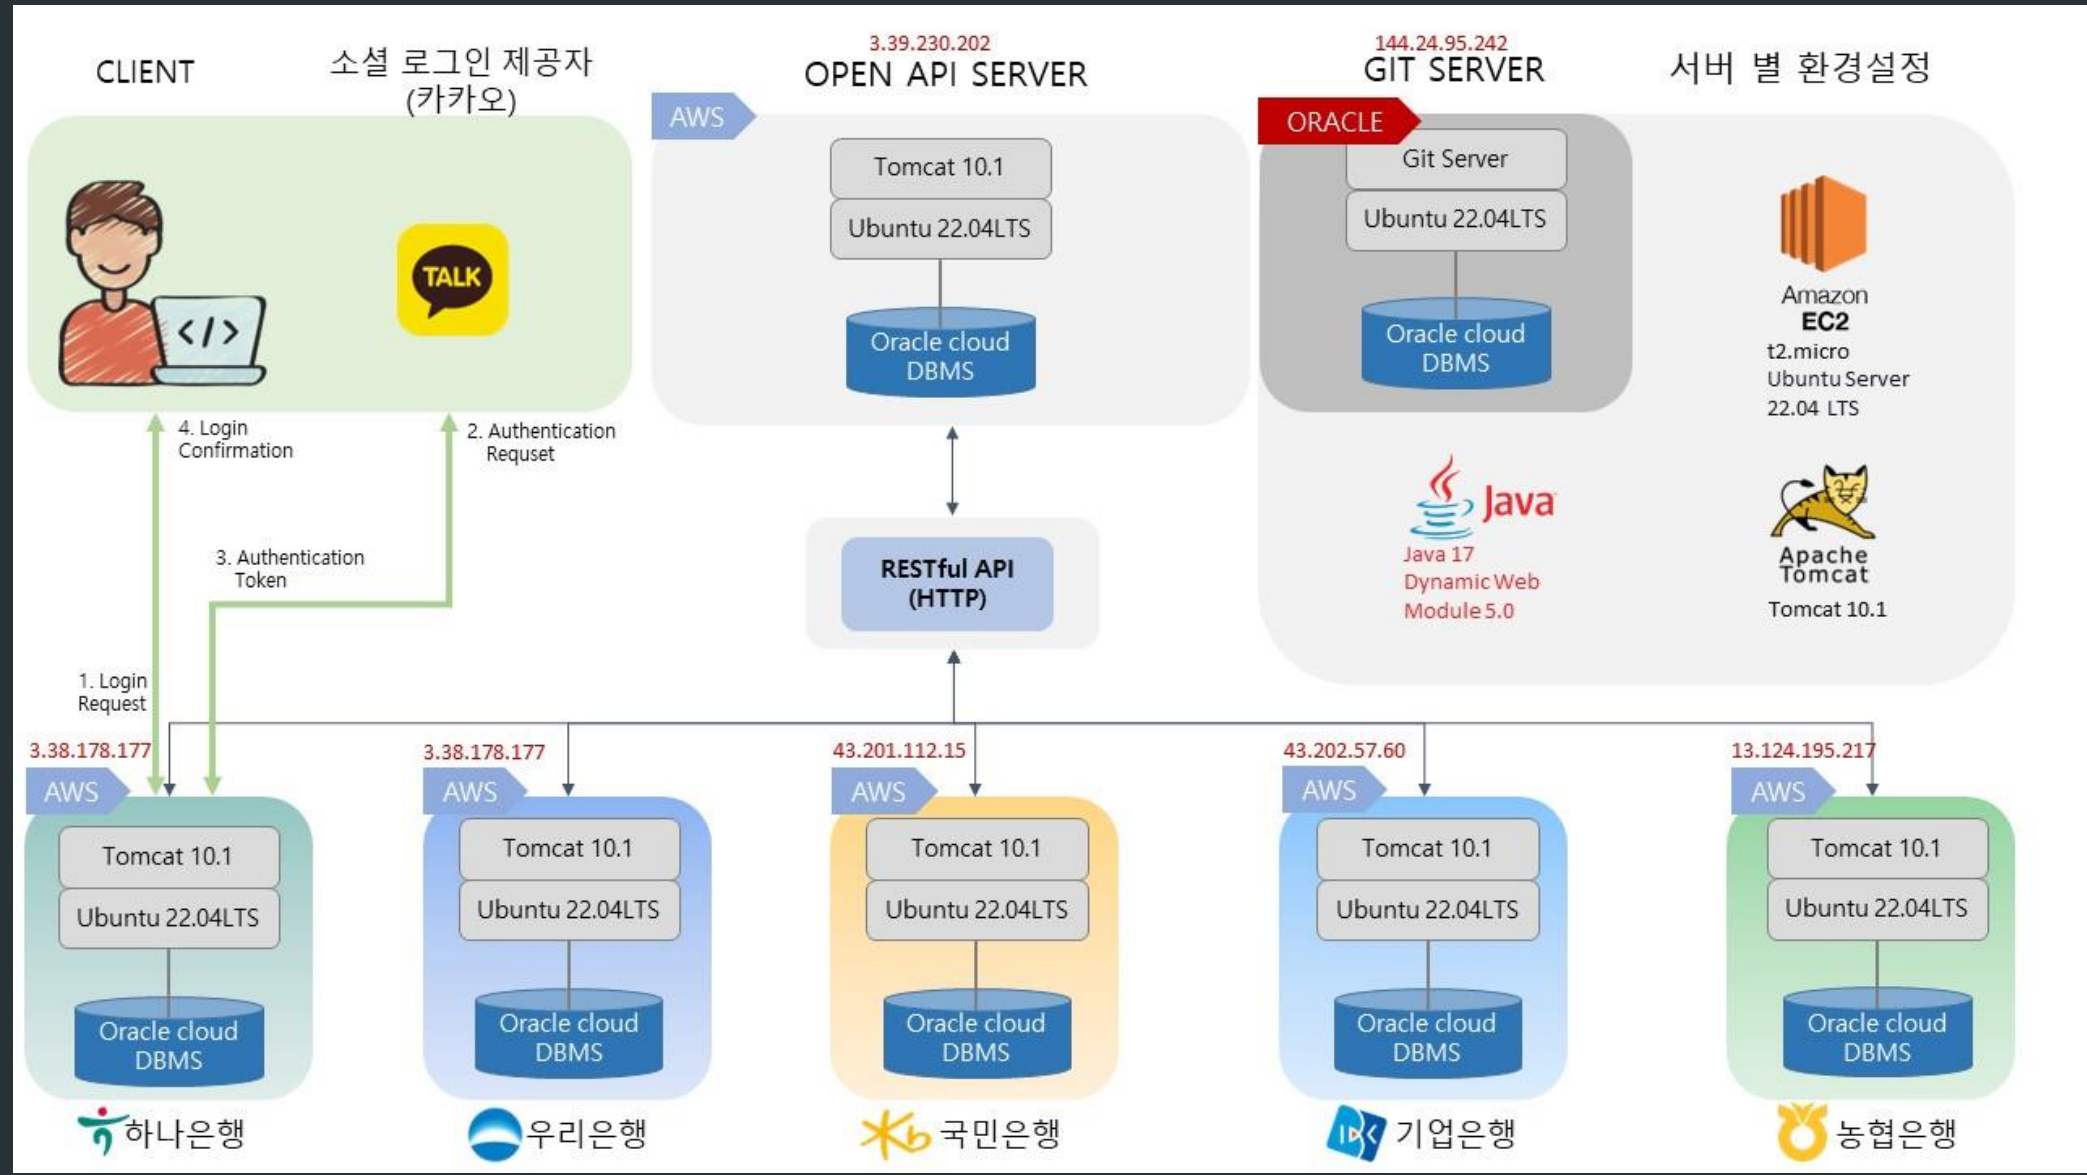 CLIENT
소셜 로그인 제공자
(카카오)
3.39.230.202
OPEN API SERVER
144.24.95.242
GIT SERVER
서버 별 환경설정
TALK
</>
AWS
Tomcat 10.1
Ubuntu 22.04LTS
Oracle cloud
DBMS
ORACLE
Git Server
Ubuntu 22.04LTS
Oracle cloud
DBMS
Amazon
EC2
t2.micro
Ubuntu Server
22.04 LTS
Java
Java 17
Dynamic Web
Module 5.0
Apache
Tomcat
Tomcat 10.1
4. Login
Confirmation
2. Authentication
Requset
3. Authentication
Token
1. Login
Request
RESTful API
(HTTP)
3.38.178.177
AWS
Tomcat 10.1
Ubuntu 22.04LTS
Oracle cloud
DBMS
하나은행
3.38.178.177
AWS
Tomcat 10.1
Ubuntu 22.04LTS
Oracle cloud
DBMS
우리은행
43.201.112.15
AWS
Tomcat 10.1
Ubuntu 22.04LTS
Oracle cloud
DBMS
국민은행
43.202.57.60
AWS
Tomcat 10.1
Ubuntu 22.04LTS
Oracle cloud
DBMS
IBK
기업은행
13.124.195.217
AWS
Tomcat 10.1
Ubuntu 22.04LTS
Oracle cloud
DBMS
농협은행